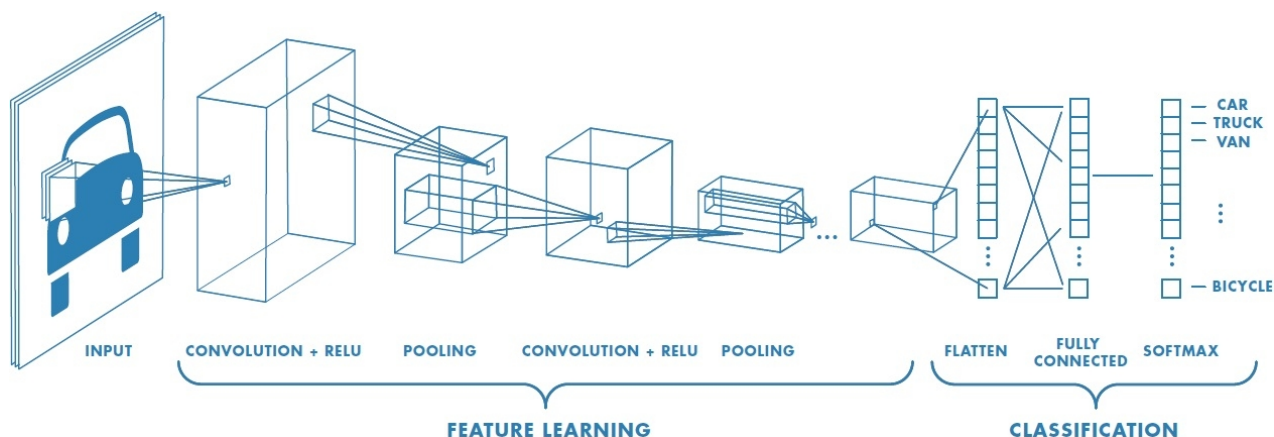 CAR
TRUCK
VAN
BICYCLE
INPUT
CONVOLUTION + RELU
POOLING
CONVOLUTION + RELU
POOLING
FLATTEN
FULLY
CONNECTED
SOFTMAX
FEATURE LEARNING
CLASSIFICATION